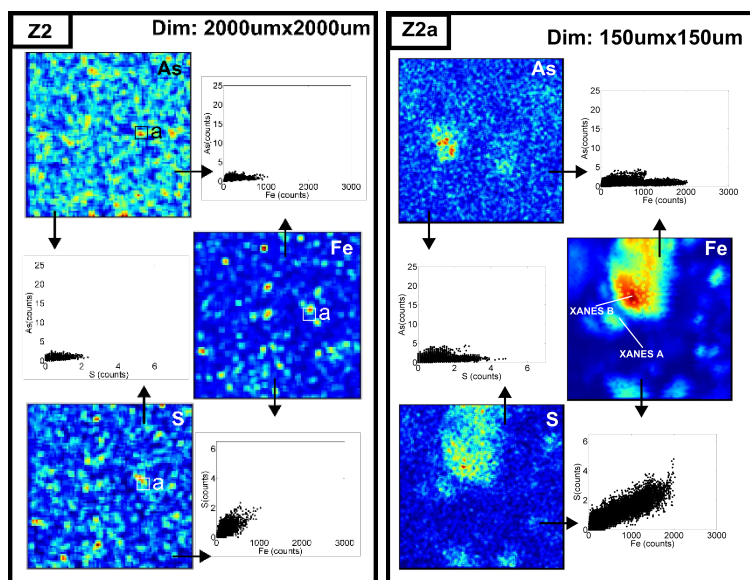 Z2
Dim: 2000umx2000um
As
a
As(counts)
25
20
15
10
5
0
0 1000 2000 3000
Fe (counts)
Fe
a
As(counts)
25
20
15
10
5
0
0 2 4 6
S (counts)
S
a
S(counts)
6
4
2
0
0 1000 2000 3000
Fe (counts)
Z2a
Dim: 150umx150um
As
As(counts)
25
20
15
10
5
0
0 1000 2000 3000
Fe (counts)
Fe
XANES B
XANES A
As(counts)
25
20
15
10
5
0
0 2 4 6
S (counts)
S
S(counts)
6
4
2
0
0 1000 2000 3000
Fe (counts)